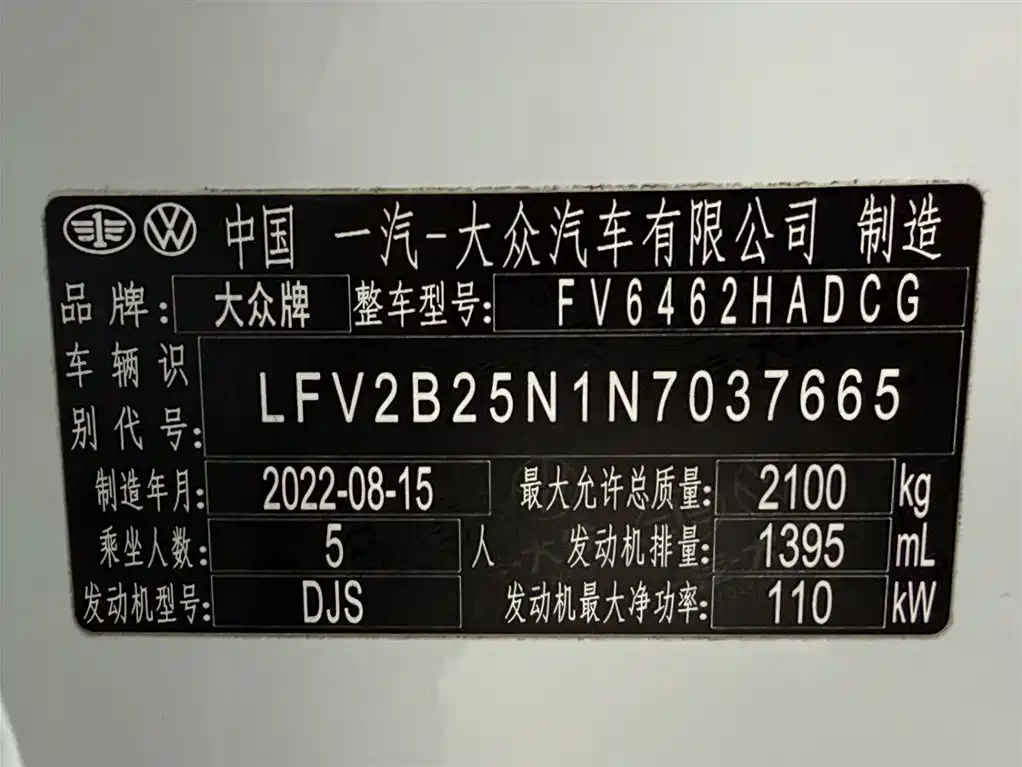 中国 一汽-大众汽车有限公司 制造
品牌: 大众牌 整车型号: FV6462HADCG
车辆识别代号: LFV2B25N1N7037665
制造年月: 2022-08-15 最大允许总质量: 2100 kg
乘坐人数: 5 人 发动机排量: 1395 mL
发动机型号: DJS 发动机最大净功率: 110 kW